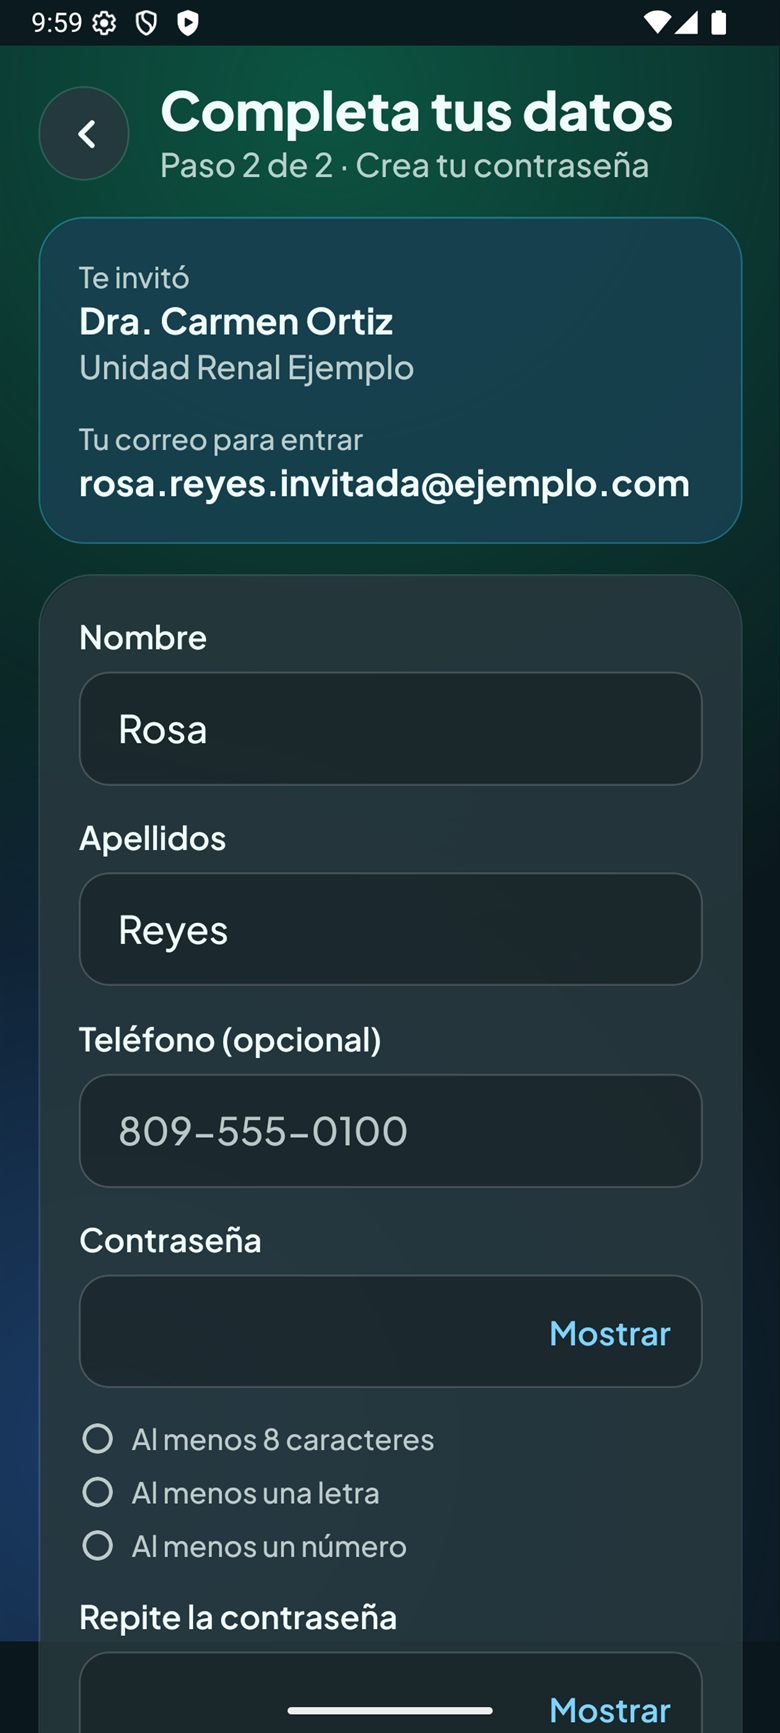 9:59
Completa tus datos
Paso 2 de 2 · Crea tu contraseña
Te invitó
Dra. Carmen Ortiz
Unidad Renal Ejemplo
Tu correo para entrar
rosa.reyes.invitada@ejemplo.com
Nombre
Rosa
Apellidos
Reyes
Teléfono (opcional)
809-555-0100
Contraseña
Mostrar
Al menos 8 caracteres
Al menos una letra
Al menos un número
Repite la contraseña
Mostrar